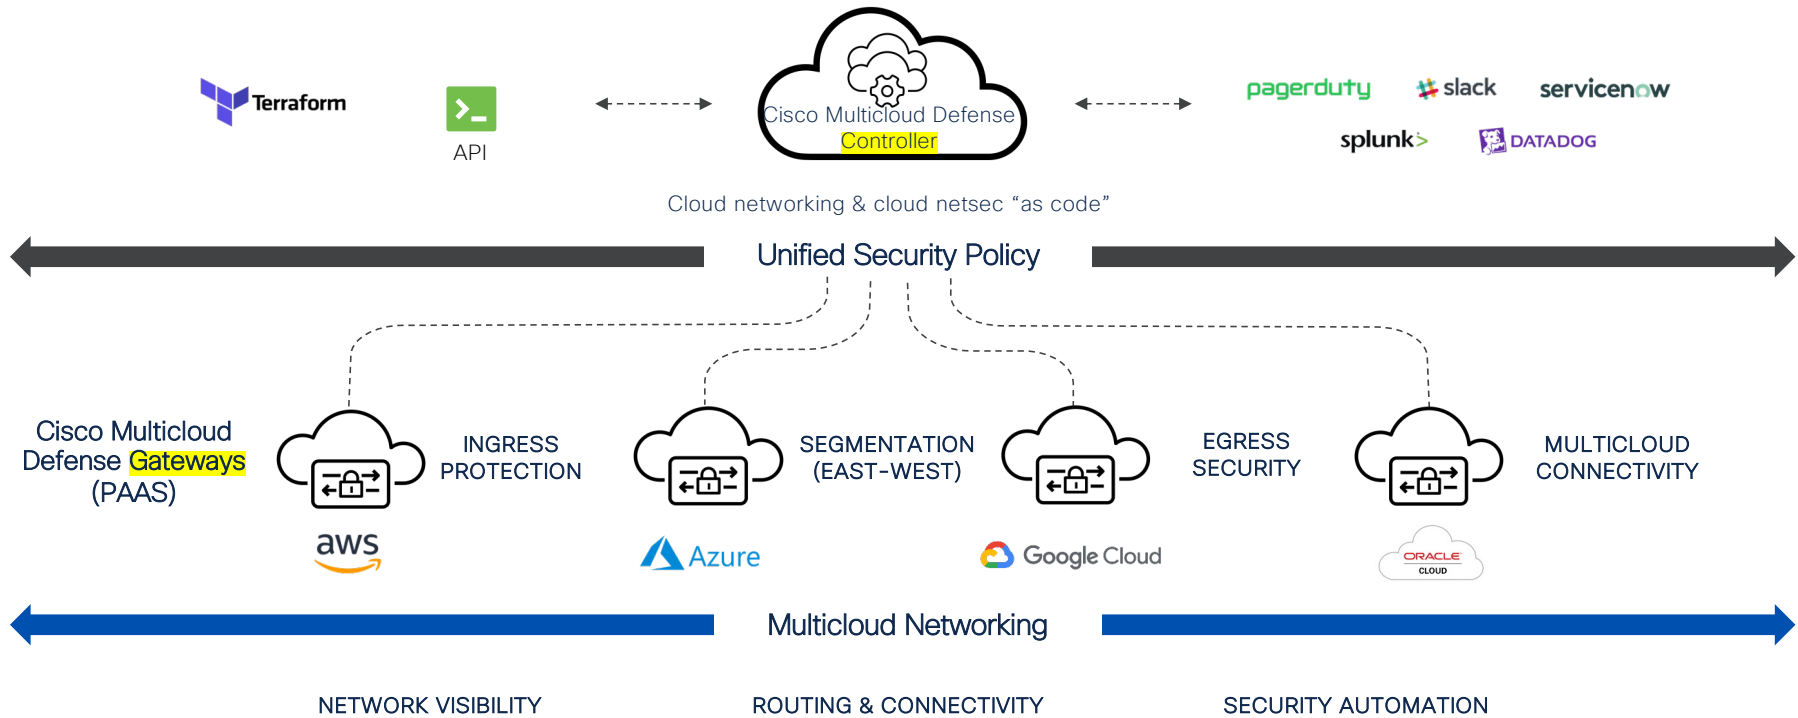 Terraform
API
Cisco Multicloud Defense
Controller
pagerduty
slack
servicenow
splunk>
DATADOG
Cloud networking & cloud netsec “as code”
Unified Security Policy
Cisco Multicloud
Defense Gateways
(PAAS)
INGRESS
PROTECTION
SEGMENTATION
(EAST-WEST)
EGRESS
SECURITY
MULTICLOUD
CONNECTIVITY
aws
Azure
Google Cloud
ORACLE
CLOUD
Multicloud Networking
NETWORK VISIBILITY
ROUTING & CONNECTIVITY
SECURITY AUTOMATION